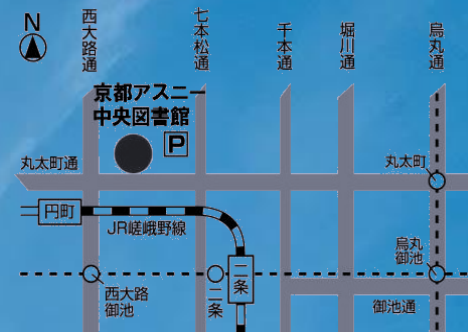 N
西大路通
七本松通
千本通
堀川通
烏丸通
京都アスニー
中央図書館
P
丸太町通
丸太町
円町
JR嵯峨野線
烏丸
御池
二条
二条
西大路
御池
御池通